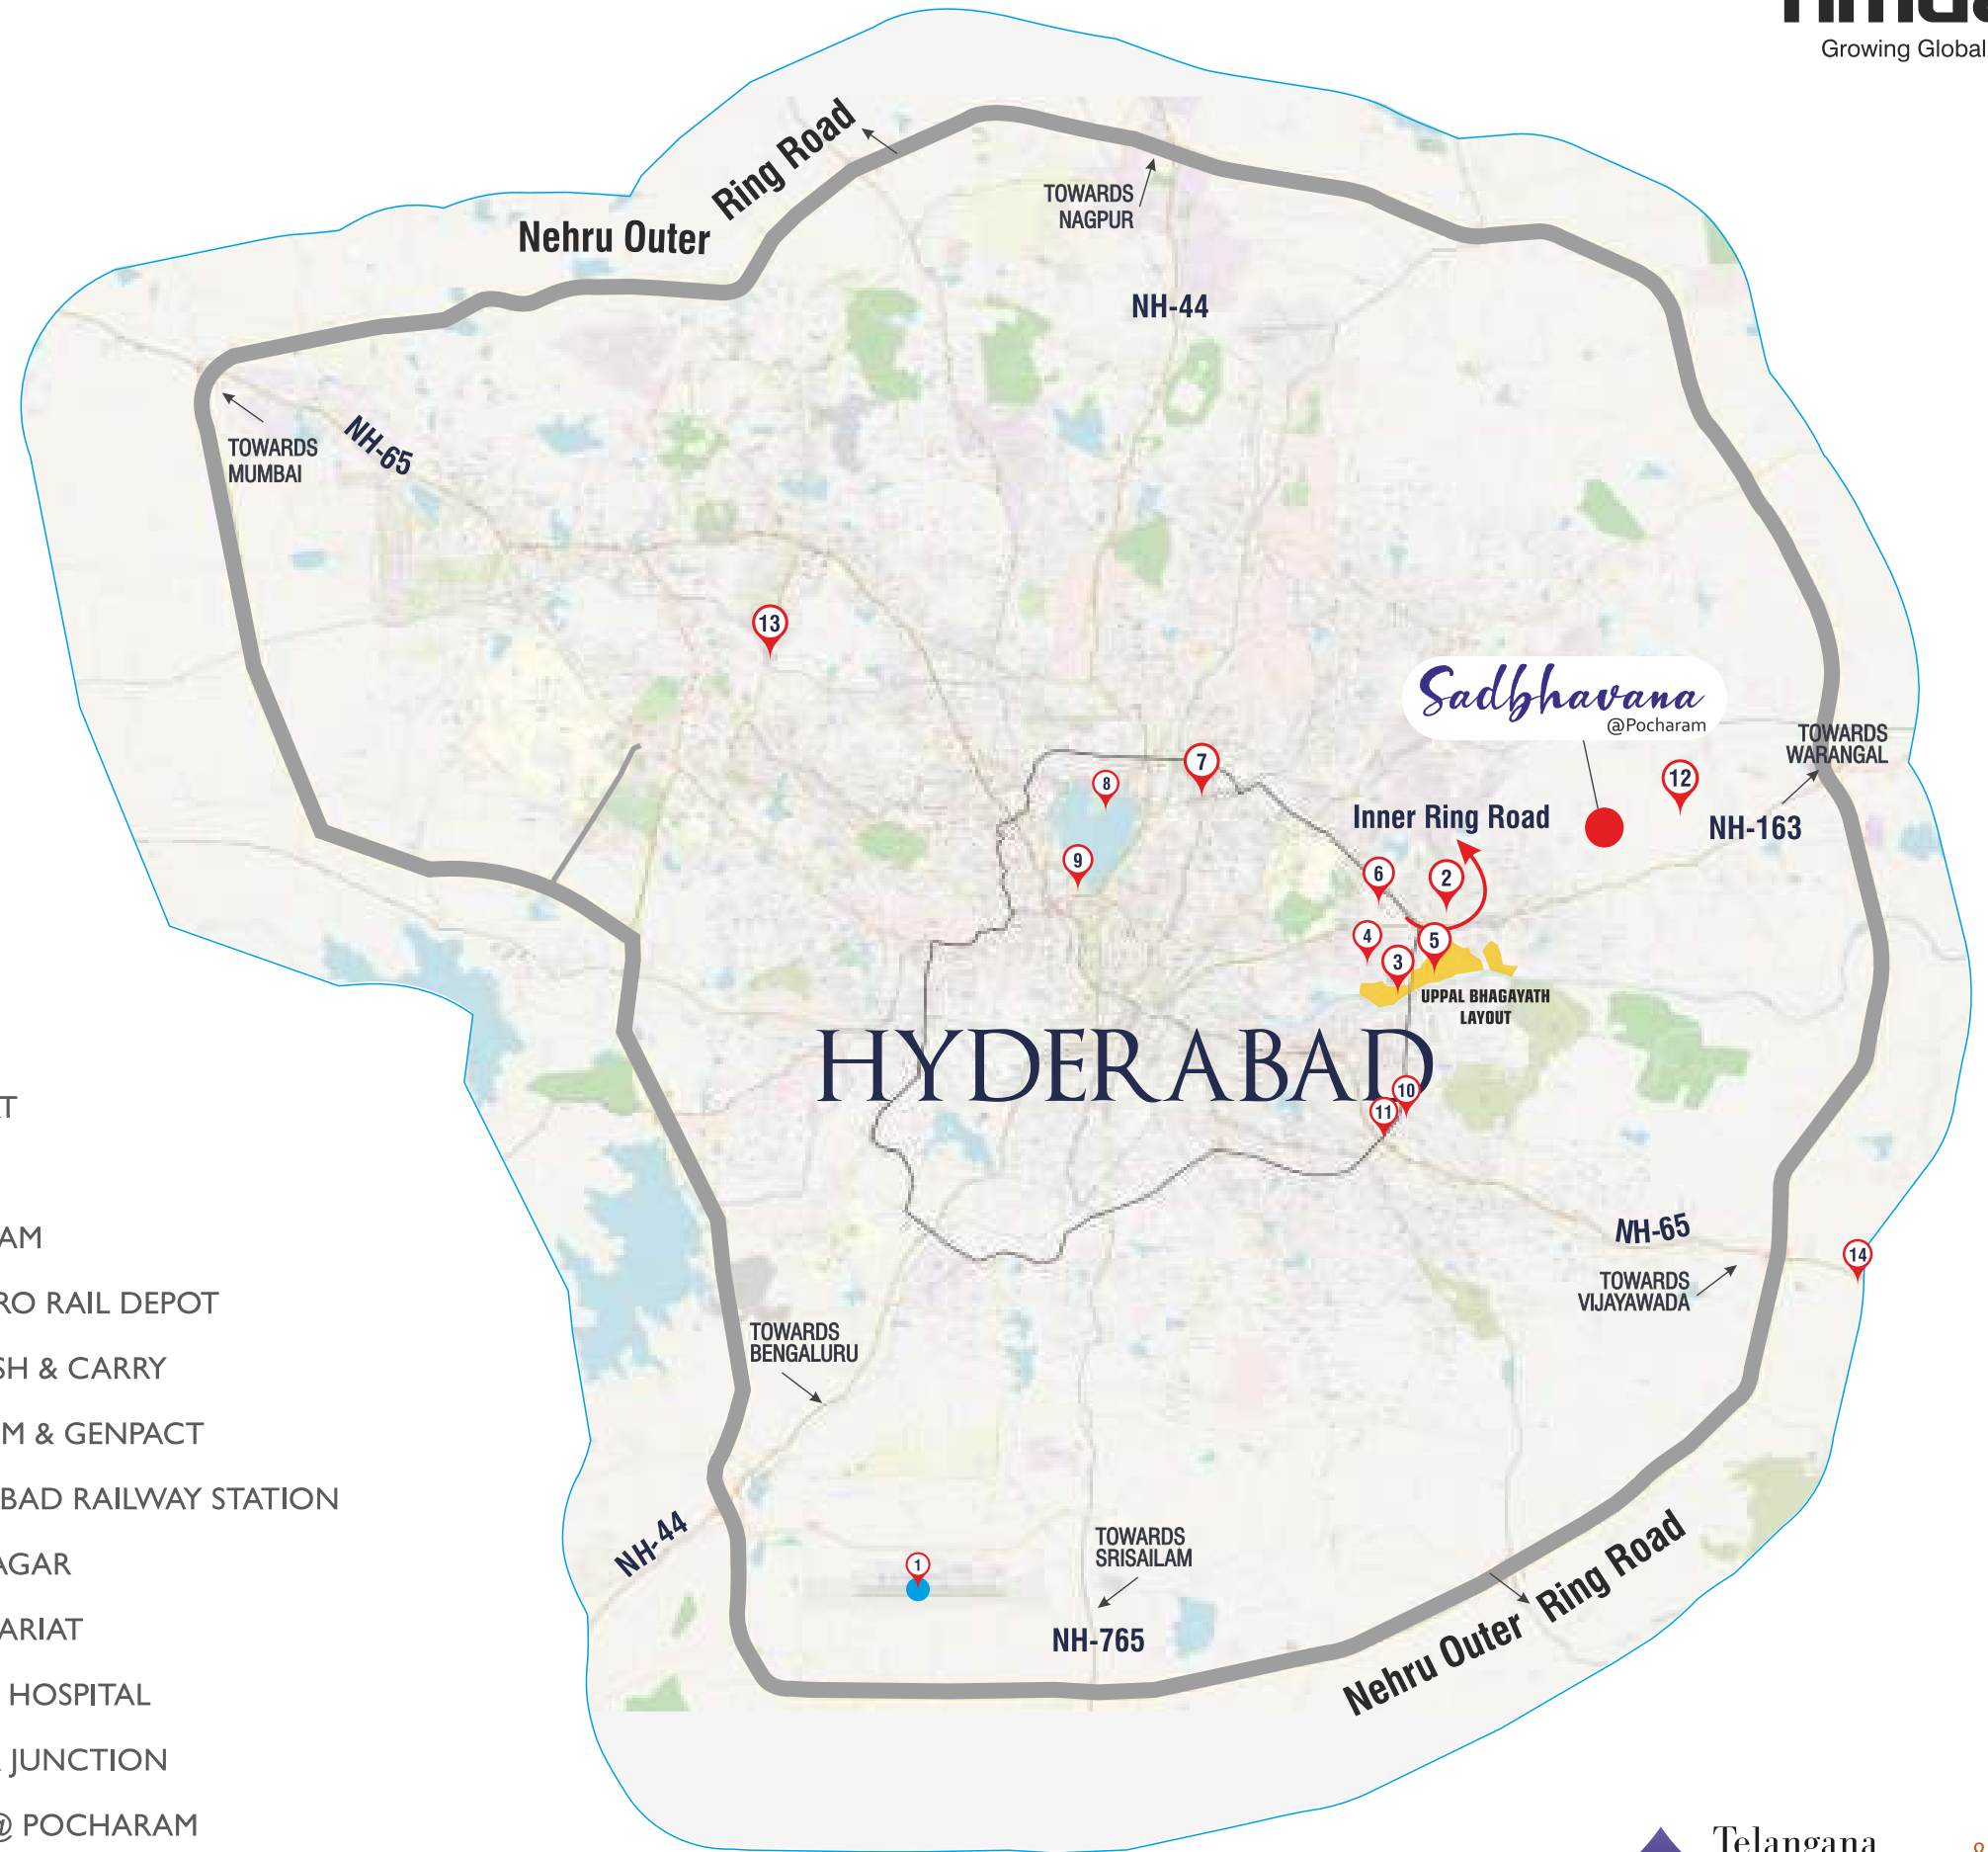 Growing Global
Ring Road
Nehru Outer
TOWARDS
NAGPUR
NH-44
TOWARDS
MUMBAI
NH-65
13
Sadbhavana
@Pocharam
TOWARDS
WARANGAL
7
8
12
Inner Ring Road
NH-163
9
6
2
4
5
3
UPPAL BHAGAYATH
LAYOUT
HYDERABAD
10
11
NH-65
14
TOWARDS
VIJAYAWADA
TOWARDS
BENGALURU
NH-44
TOWARDS
SRISAILAM
1
NH-765
Nehru Outer Ring Road
AT
AM
RO RAIL DEPOT
SH & CARRY
M & GENPACT
BAD RAILWAY STATION
AGAR
ARIAT
HOSPITAL
JUNCTION
@ POCHARAM
Telangana